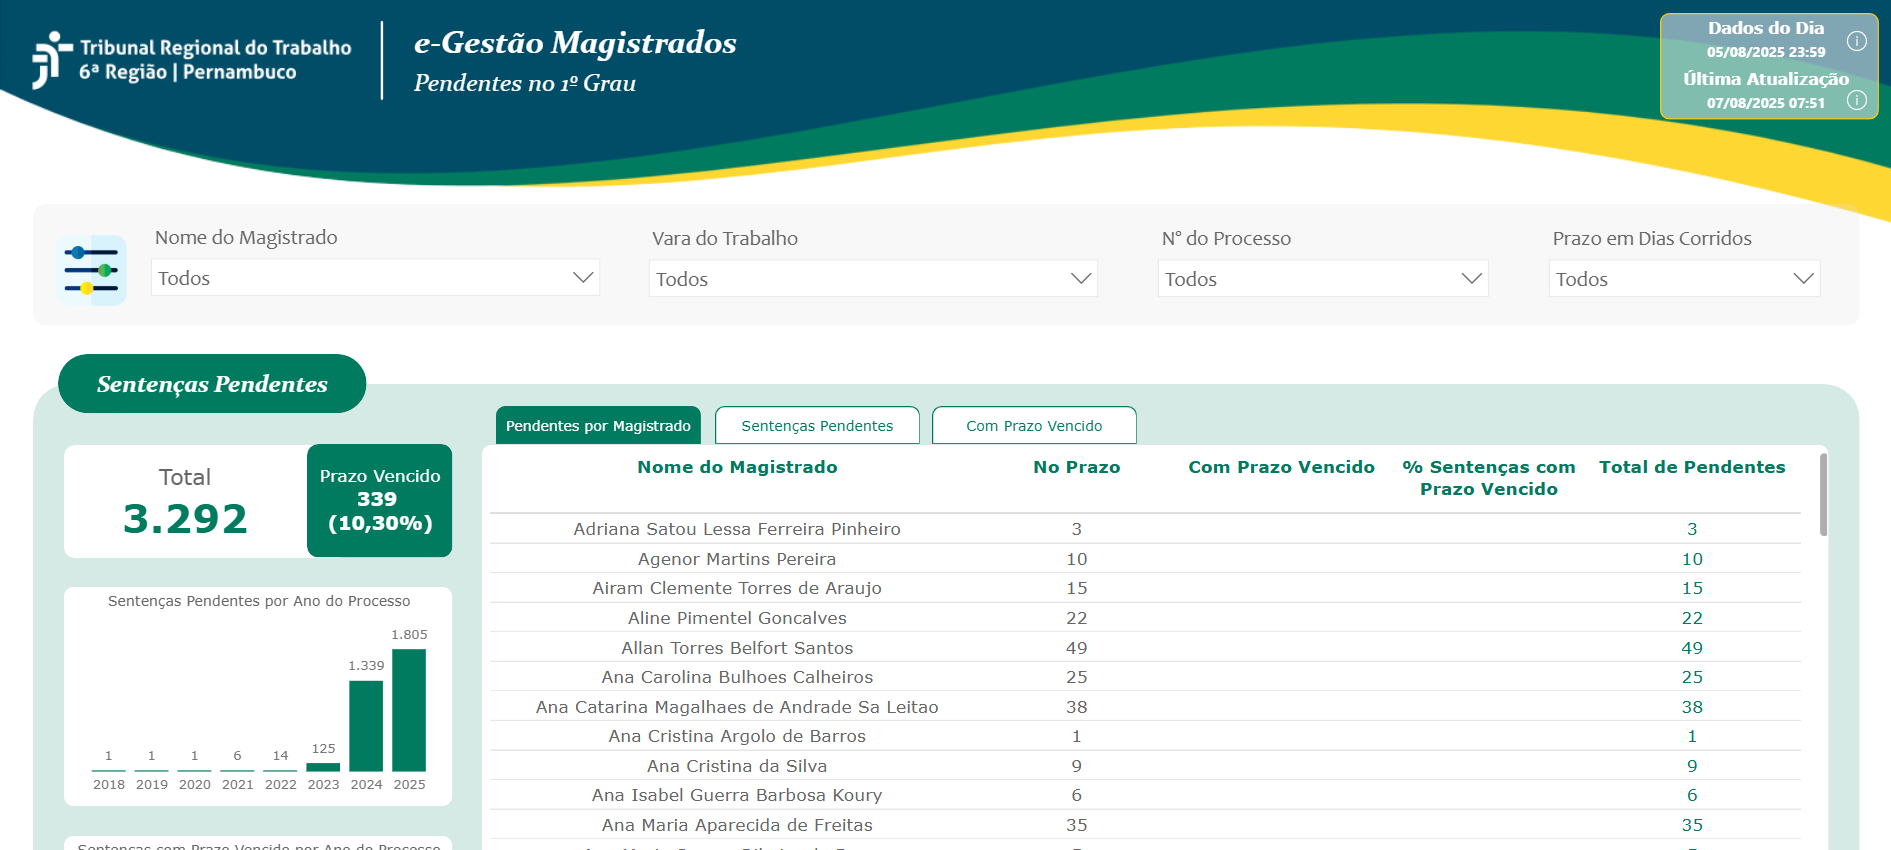 Tribunal Regional do Trabalho
6ª Região | Pernambuco
e-Gestão Magistrados
Pendentes no 1º Grau
Dados do Dia
05/08/2025 23:59
Última Atualização
07/08/2025 07:51
Nome do Magistrado
Todos
Vara do Trabalho
Todos
N° do Processo
Todos
Prazo em Dias Corridos
Todos
Sentenças Pendentes
Total
3.292
Prazo Vencido
339
(10,30%)
Sentenças Pendentes por Ano do Processo
1 1 1 6 14 125 1.339 1.805
2018 2019 2020 2021 2022 2023 2024 2025
Sentenças com Prazo Vencido por Ano do Processo
Pendentes por Magistrado Sentenças Pendentes Com Prazo Vencido
Nome do Magistrado No Prazo Com Prazo Vencido % Sentenças com Prazo Vencido Total de Pendentes
Adriana Satou Lessa Ferreira Pinheiro 3 3
Agenor Martins Pereira 10 10
Airam Clemente Torres de Araujo 15 15
Aline Pimentel Goncalves 22 22
Allan Torres Belfort Santos 49 49
Ana Carolina Bulhoes Calheiros 25 25
Ana Catarina Magalhaes de Andrade Sa Leitao 38 38
Ana Cristina Argolo de Barros 1 1
Ana Cristina da Silva 9 9
Ana Isabel Guerra Barbosa Koury 6 6
Ana Maria Aparecida de Freitas 35 35